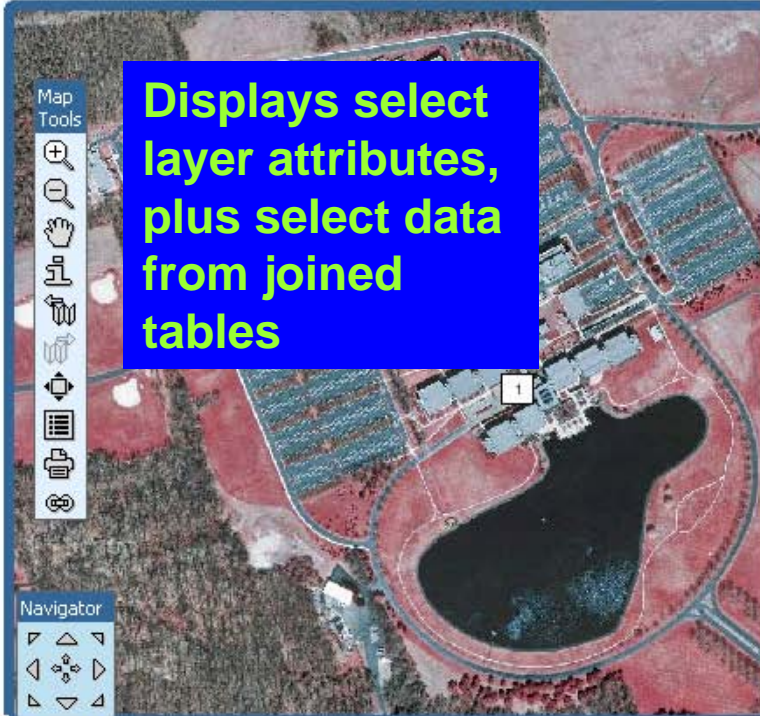 Map
Tools
Displays select
layer attributes,
plus select data
from joined
tables
1
Navigator